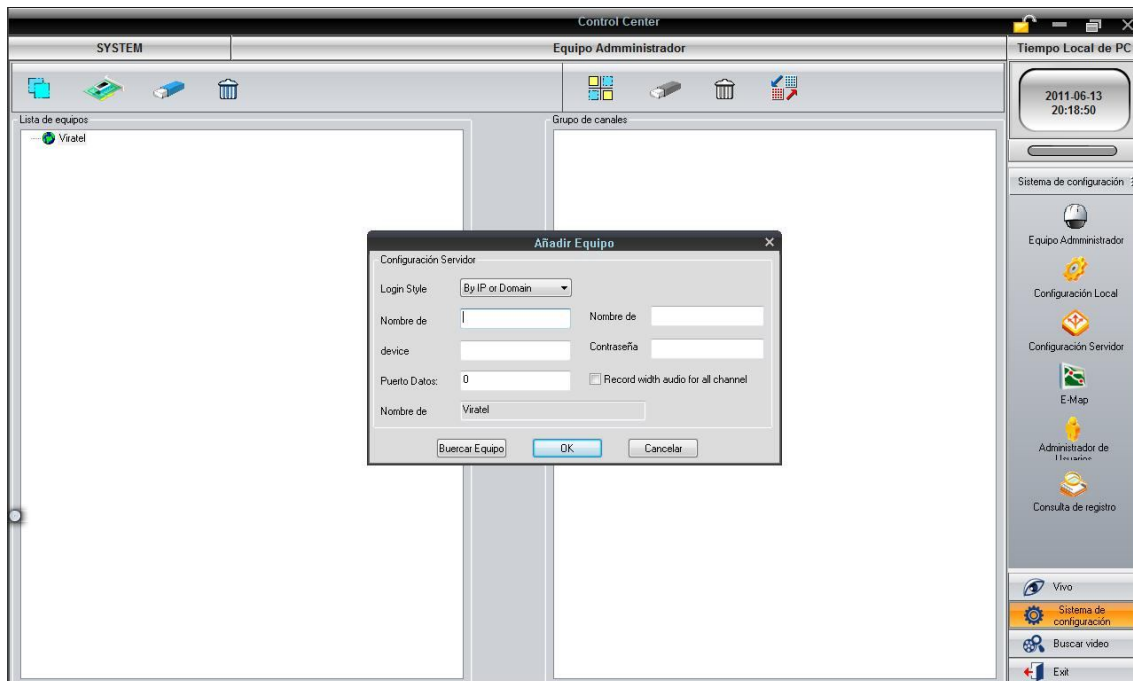 Control Center
SYSTEM
Equipo Admministrador
Tiempo Local de PC
2011-06-13
20:18:50
Lista de equipos
Viratel
Grupo de canales
Añadir Equipo
Configuración Servidor
Login Style
By IP or Domain
Nombre de
Nombre de
device
Contraseña
Puerto Datos:
0
Record width audio for all channel
Nombre de
Viratel
Buercar Equipo
OK
Cancelar
Sistema de configuración
Equipo Admministrador
Configuración Local
Configuración Servidor
E-Map
Administrador de
Usuarios
Consulta de registro
Vivo
Sistema de
configuración
Buscar video
Exit